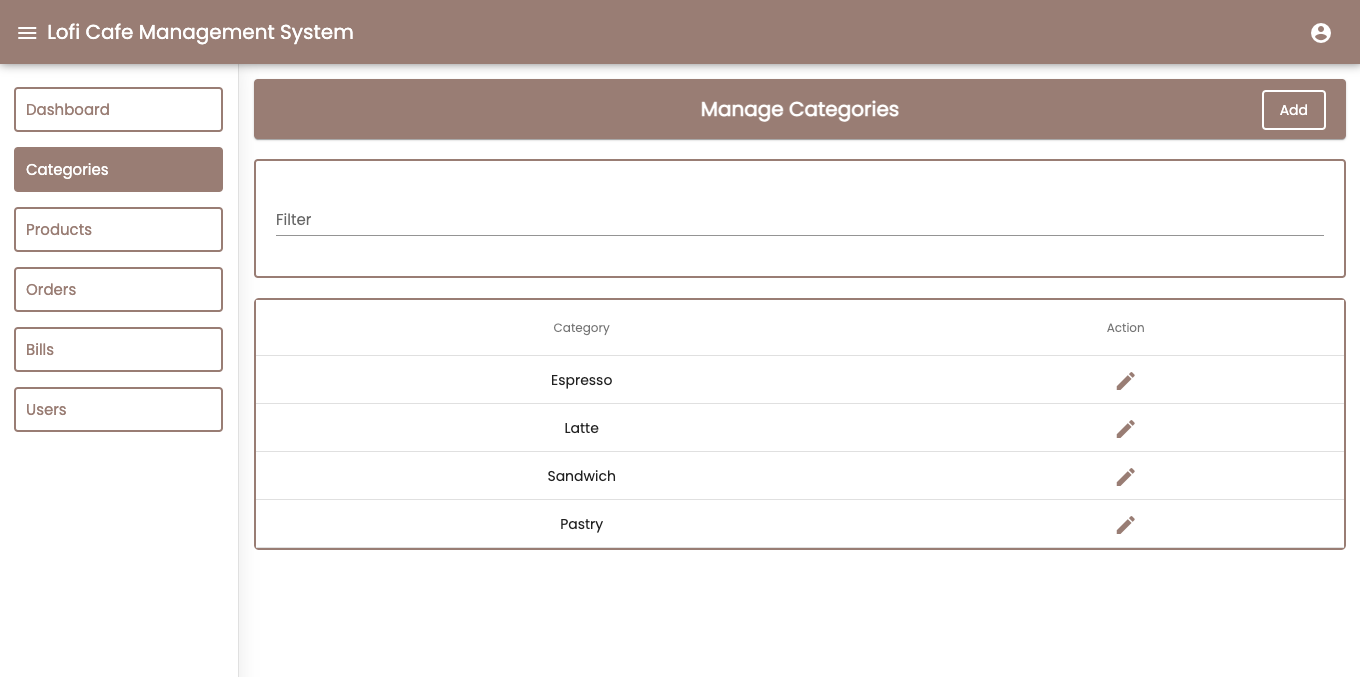 Lofi Cafe Management System
Dashboard
Categories
Products
Orders
Bills
Users
Manage Categories
Add
Filter
Category Action
Espresso
Latte
Sandwich
Pastry